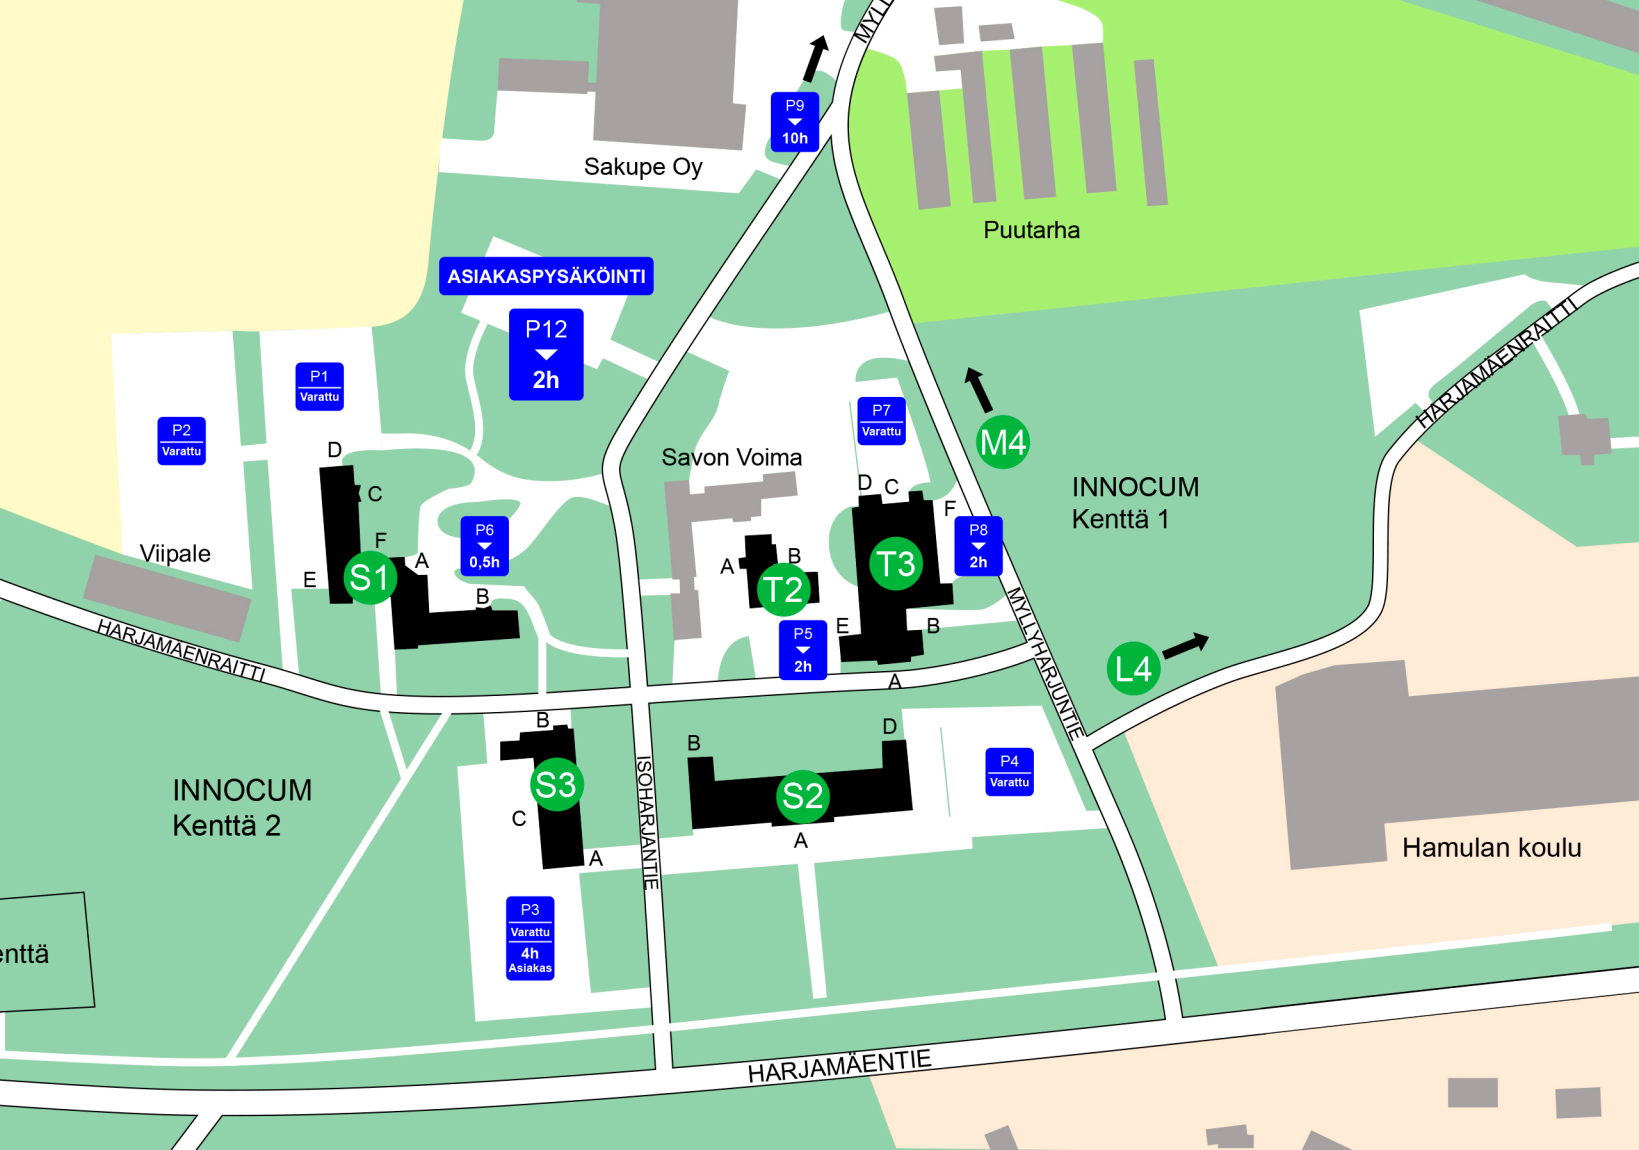 MYLL
P9
10h
Sakupe Oy
Puutarha
ASIAKASPYSÄKÖINTI
P12
2h
P1
Varattu
P2
Varattu
P7
Varattu
HARJAMÄENRAITTI
M4
Savon Voima
D
C
D
C
F
INNOCUM
Kenttä 1
P6
0,5h
P8
2h
Viipale
F
A
E
S1
B
A
B
T2
T3
HARJAMÄENRAITTI
MYLLYHARJUNTIE
P5
2h
E
B
A
L4
B
S3
C
A
ISOHARJANTIE
B
D
S2
A
P4
Varattu
INNOCUM
Kenttä 2
Hamulan koulu
P3
Varattu
4h
Asiakas
enttä
HARJAMÄENTIE